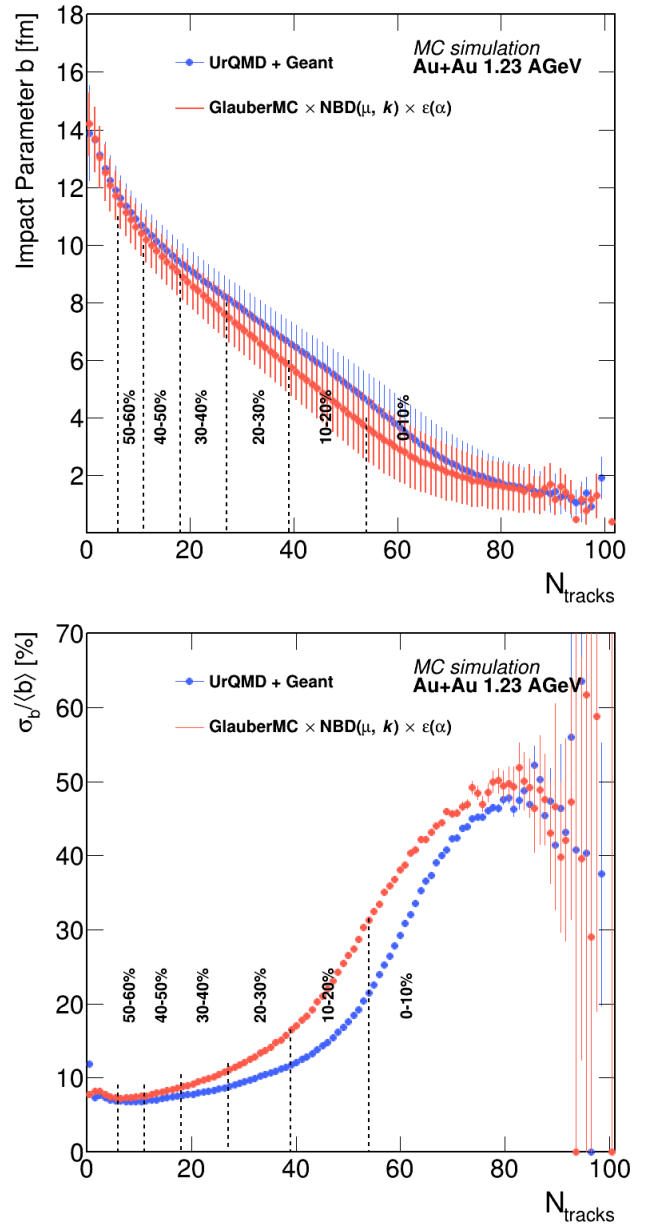 Impact Parameter b [fm]
18
16
14
12
10
8
6
4
2
MC simulation
Au+Au 1.23 AGeV
UrQMD + Geant
GlauberMC × NBD(μ, k) × ε(α)
50-60%
40-50%
30-40%
20-30%
10-20%
0-10%
0 20 40 60 80 100
N_tracks
σ_b/⟨b⟩ [%]
70
60
50
40
30
20
10
0
MC simulation
Au+Au 1.23 AGeV
UrQMD + Geant
GlauberMC × NBD(μ, k) × ε(α)
50-60%
40-50%
30-40%
20-30%
10-20%
0-10%
0 20 40 60 80 100
N_tracks